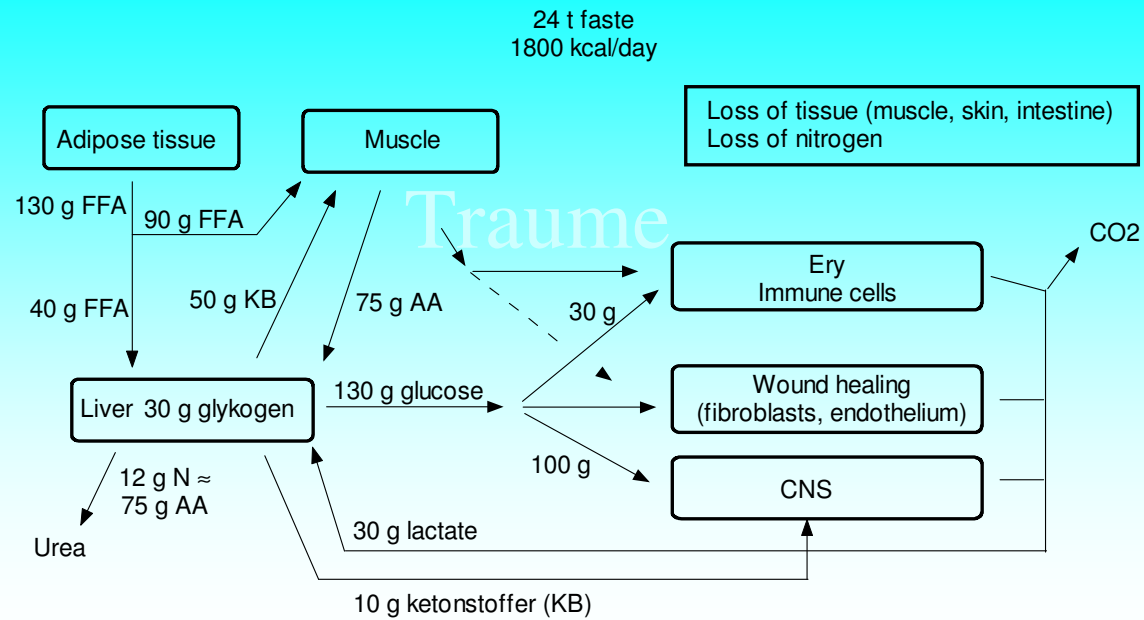 24 t faste
1800 kcal/day
Loss of tissue (muscle, skin, intestine)
Loss of nitrogen
Adipose tissue
Muscle
Traume
130 g FFA
90 g FFA
CO2
Ery
Immune cells
40 g FFA
50 g KB
75 g AA
30 g
Liver 30 g glykogen
130 g glucose
Wound healing
(fibroblasts, endothelium)
100 g
CNS
12 g N ≈
75 g AA
Urea
30 g lactate
10 g ketonstoffer (KB)